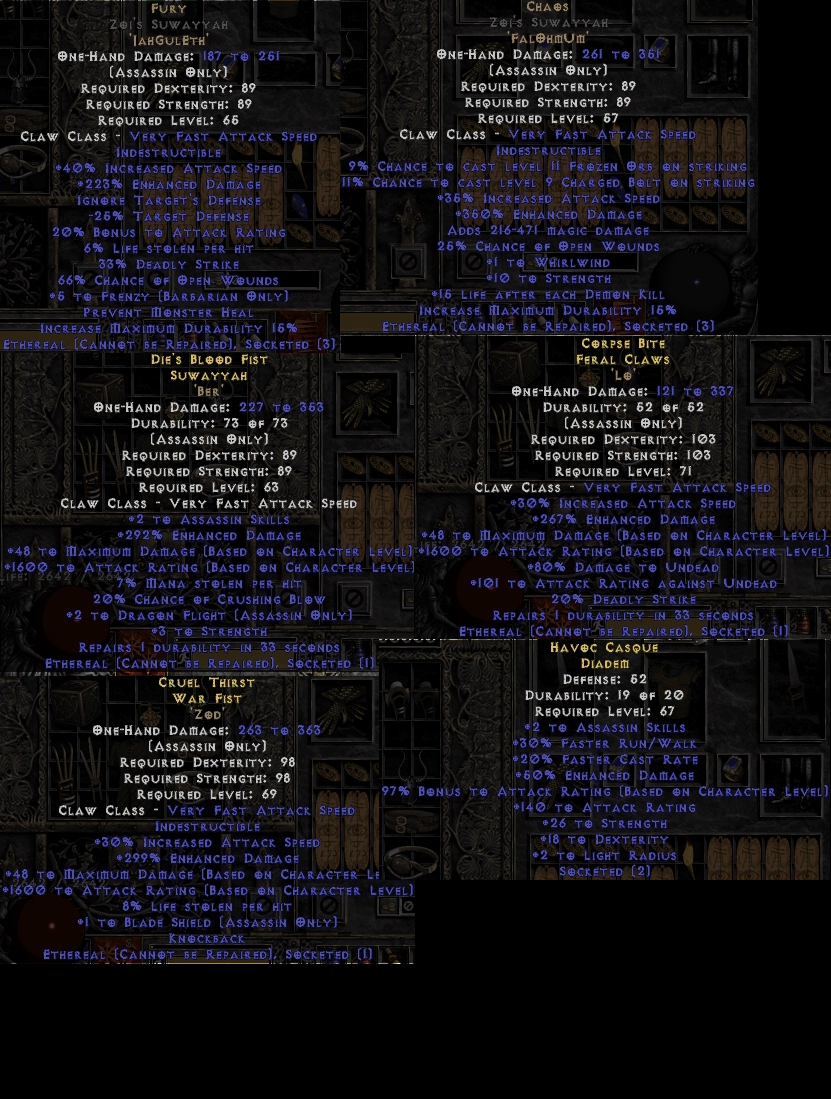 Fury
Zoi's Suwayyah
'JahGulEth'
One-Hand Damage: 187 to 251
(Assassin Only)
Required Dexterity: 89
Required Strength: 89
Required Level: 65
Claw Class - Very Fast Attack Speed
Indestructible
+40% Increased Attack Speed
+223% Enhanced Damage
Ignore Target's Defense
-25% Target Defense
20% Bonus to Attack Rating
6% Life stolen per hit
33% Deadly Strike
66% Chance of Open Wounds
+5 to Frenzy (Barbarian Only)
Prevent Monster Heal
Increase Maximum Durability 15%
Ethereal (Cannot be Repaired), Socketed (3)
Chaos
Zoi's Suwayyah
'FalOhmUm'
One-Hand Damage: 261 to 351
(Assassin Only)
Required Dexterity: 89
Required Strength: 89
Required Level: 57
Claw Class - Very Fast Attack Speed
Indestructible
9% Chance to cast level 11 Frozen Orb on striking
11% Chance to cast level 9 Charged Bolt on striking
+35% Increased Attack Speed
+350% Enhanced Damage
Adds 216-471 magic damage
25% Chance of Open Wounds
+1 to Whirlwind
+10 to Strength
+15 Life after each Demon Kill
Increase Maximum Durability 15%
Ethereal (Cannot be Repaired), Socketed (3)
Die's Blood Fist
Suwayyah
'Ber'
One-Hand Damage: 227 to 353
Durability: 73 of 73
(Assassin Only)
Required Dexterity: 89
Required Strength: 89
Required Level: 63
Claw Class - Very Fast Attack Speed
+2 to Assassin Skills
+292% Enhanced Damage
+48 to Maximum Damage (Based on Character Level)
+1600 to Attack Rating (Based on Character Level)
7% Mana stolen per hit
20% Chance of Crushing Blow
+2 to Dragon Flight (Assassin Only)
+3 to Strength
Repairs 1 durability in 33 seconds
Ethereal (Cannot be Repaired), Socketed (1)
Corpse Bite
Feral Claws
'Lo'
One-Hand Damage: 121 to 337
Durability: 52 of 52
(Assassin Only)
Required Dexterity: 103
Required Strength: 103
Required Level: 71
Claw Class - Very Fast Attack Speed
+30% Increased Attack Speed
+267% Enhanced Damage
+48 to Maximum Damage (Based on Character Level)
+1600 to Attack Rating (Based on Character Level)
+80% Damage to Undead
+101 to Attack Rating against Undead
20% Deadly Strike
Repairs 1 durability in 33 seconds
Ethereal (Cannot be Repaired), Socketed (1)
Cruel Thirst
War Fist
'Zod'
One-Hand Damage: 263 to 363
(Assassin Only)
Required Dexterity: 98
Required Strength: 98
Required Level: 69
Claw Class - Very Fast Attack Speed
Indestructible
+30% Increased Attack Speed
+299% Enhanced Damage
+48 to Maximum Damage (Based on Character Le
+1600 to Attack Rating (Based on Character Level)
8% Life stolen per hit
+1 to Blade Shield (Assassin Only)
Knockback
Ethereal (Cannot be Repaired), Socketed (1)
Havoc Casque
Diadem
Defense: 52
Durability: 19 of 20
Required Level: 67
+2 to Assassin Skills
+30% Faster Run/Walk
+20% Faster Cast Rate
+50% Enhanced Damage
97% Bonus to Attack Rating (Based on Character Level)
+140 to Attack Rating
+26 to Strength
+18 to Dexterity
+2 to Light Radius
Socketed (2)